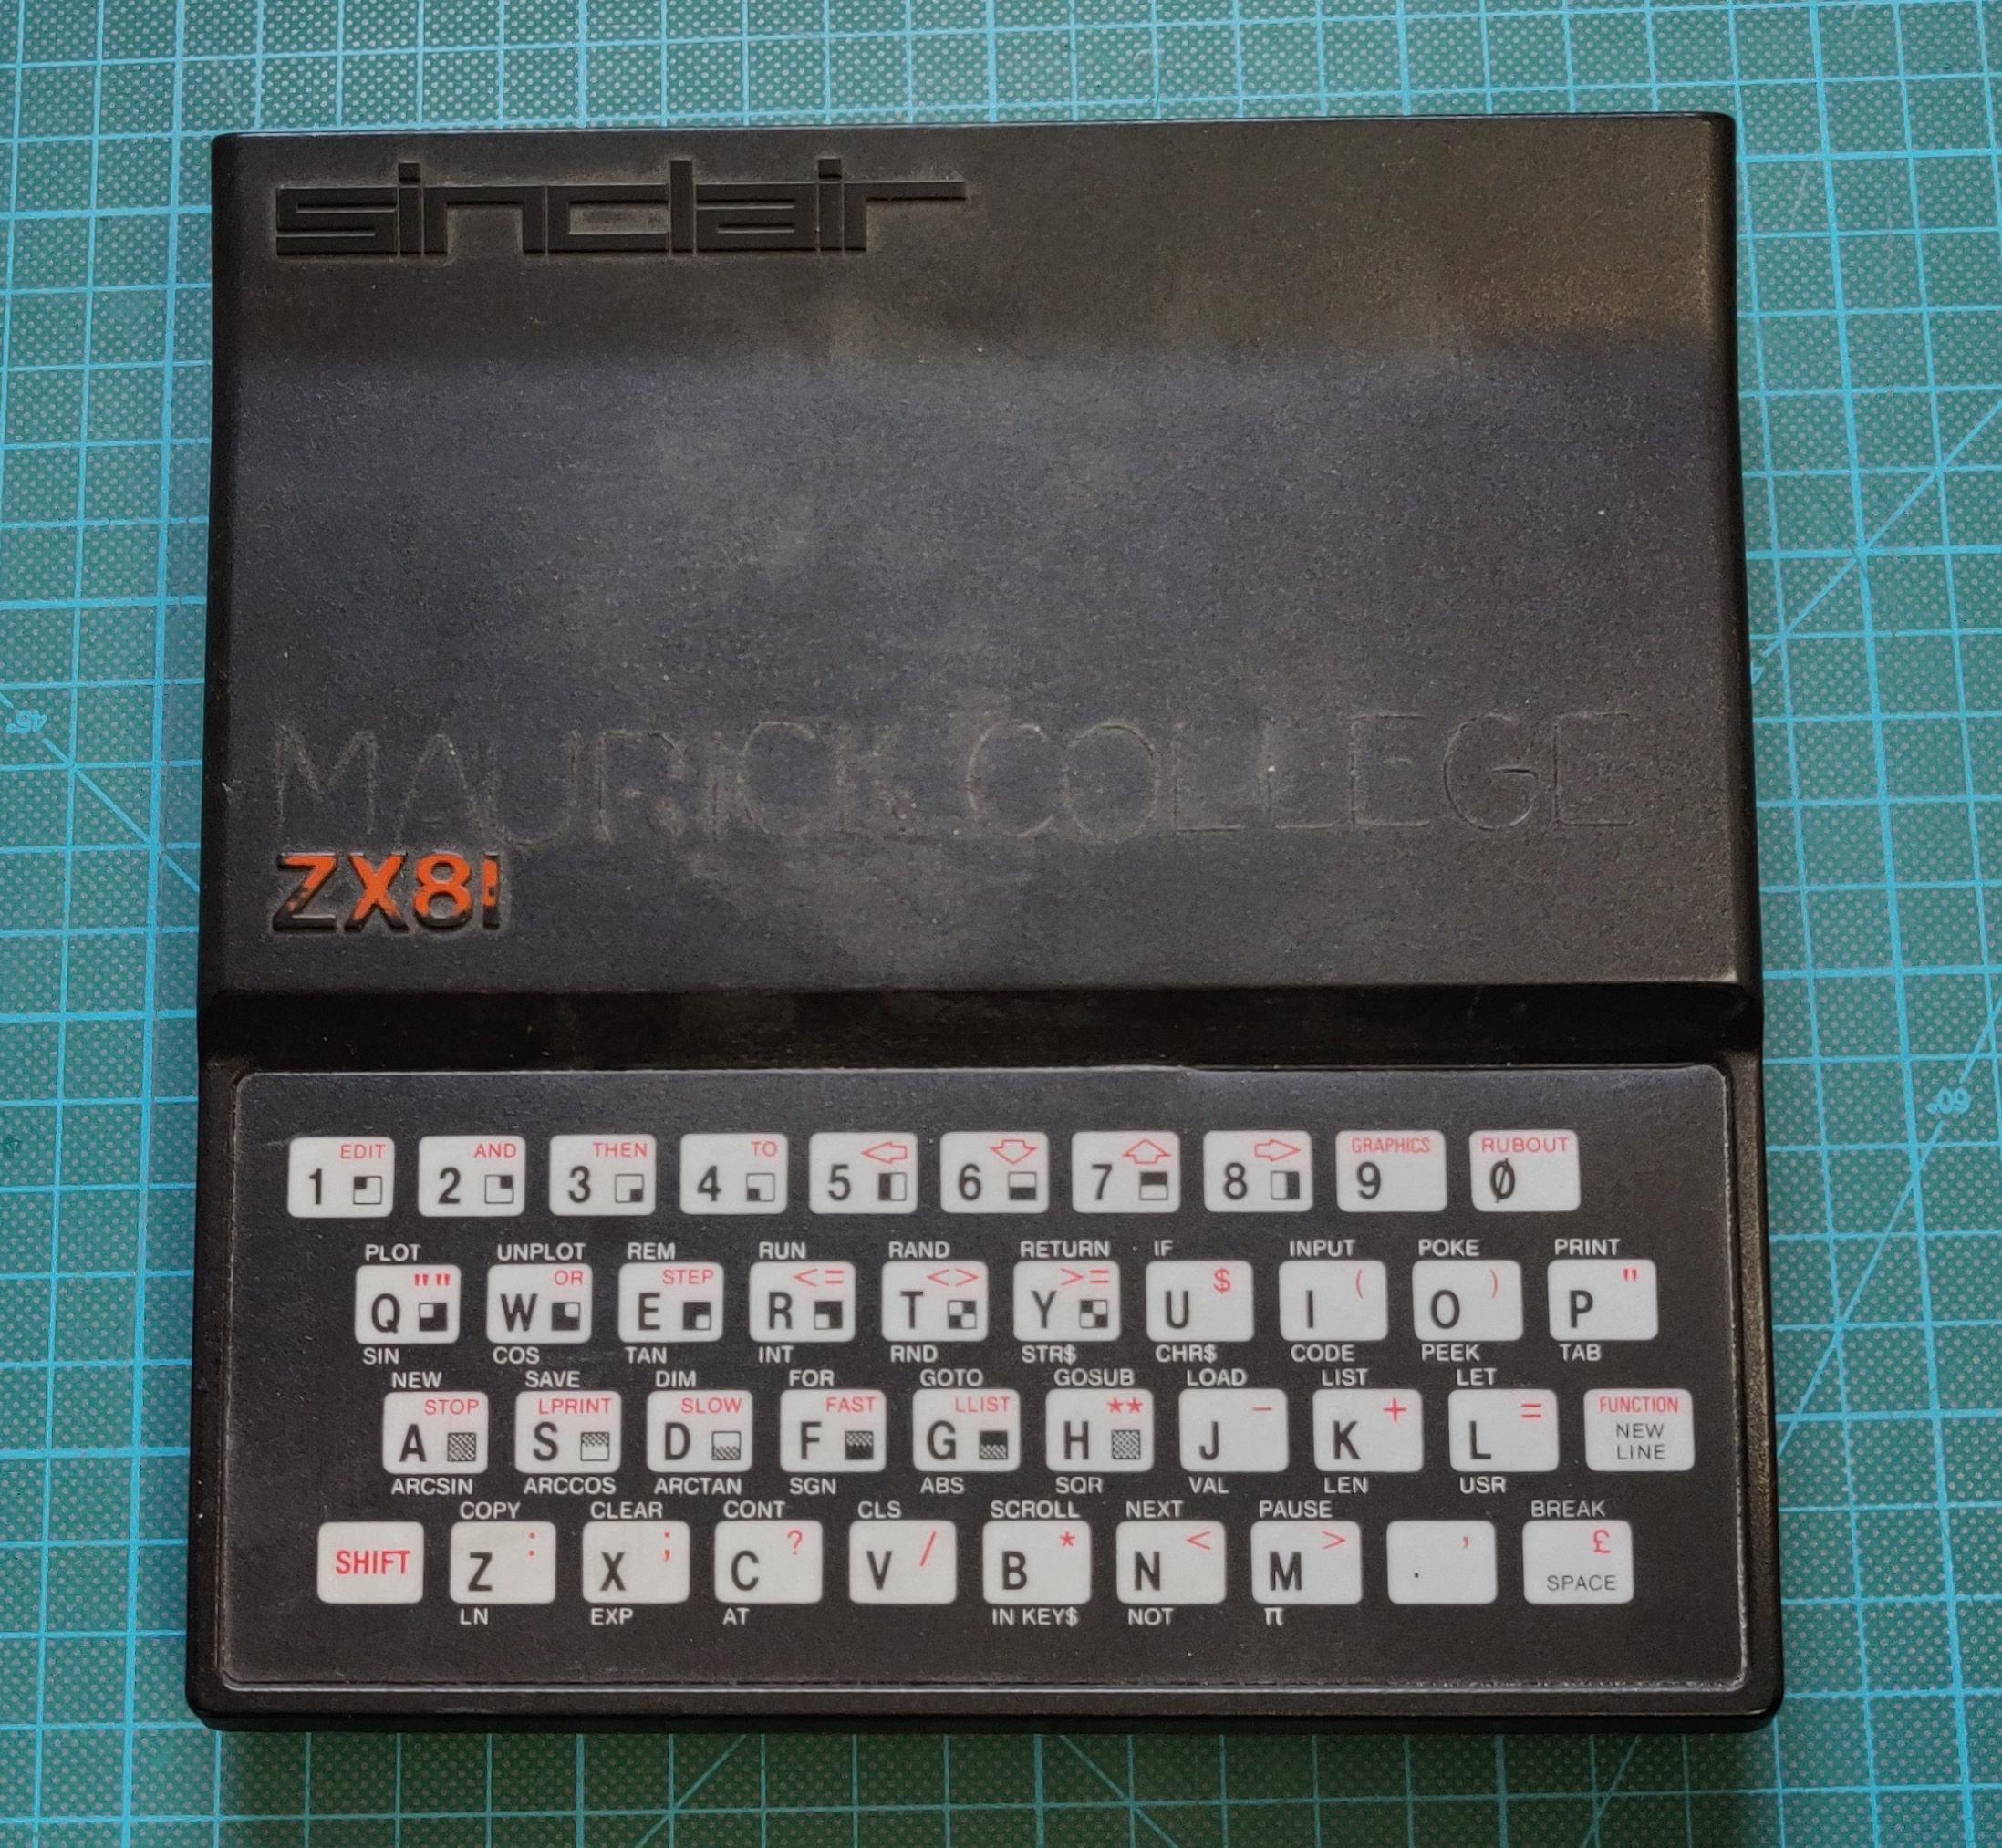 sinclair
MAURICK COLLEGE
ZX81
EDIT AND THEN TO GRAPHICS RUBOUT
1 2 3 4 5 6 7 8 9 0
PLOT UNPLOT REM RUN RAND RETURN IF INPUT POKE PRINT
"" OR STEP <= <> >= $ ( ) "
Q W E R T Y U I O P
SIN COS TAN INT RND STR$ CHR$ CODE PEEK TAB
NEW SAVE DIM FOR GOTO GOSUB LOAD LIST LET
STOP LPRINT SLOW FAST LLIST ** - + = FUNCTION
A S D F G H J K L NEW LINE
ARCSIN ARCCOS ARCTAN SGN ABS SQR VAL LEN USR
COPY CLEAR CONT CLS SCROLL NEXT PAUSE BREAK
: ; ? / * < > , £
SHIFT Z X C V B N M . SPACE
LN EXP AT IN KEY$ NOT π
45°
60°